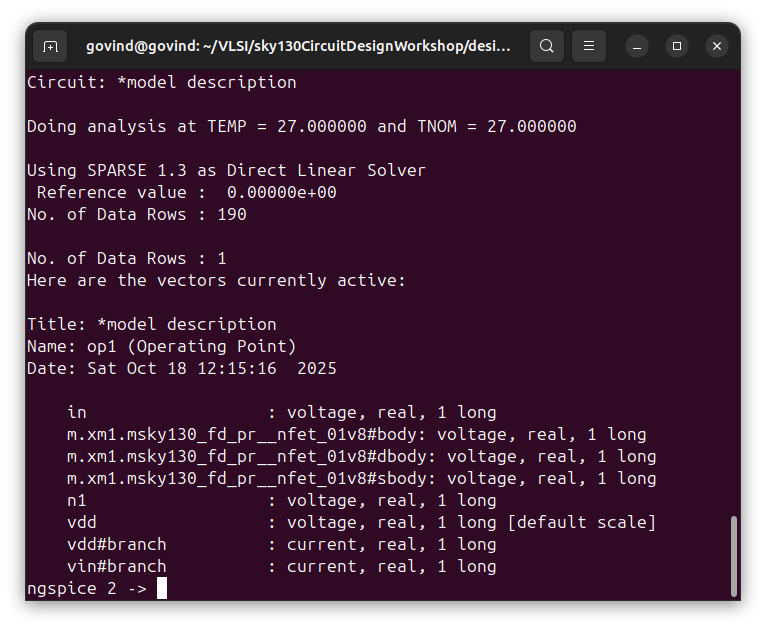 govind@govind: ~/VLSI/sky130CircuitDesignWorkshop/desi...
Circuit: *model description
Doing analysis at TEMP = 27.000000 and TNOM = 27.000000
Using SPARSE 1.3 as Direct Linear Solver
 Reference value :  0.00000e+00
No. of Data Rows : 190
No. of Data Rows : 1
Here are the vectors currently active:
Title: *model description
Name: op1 (Operating Point)
Date: Sat Oct 18 12:15:16  2025
    in                  : voltage, real, 1 long
    m.xm1.msky130_fd_pr__nfet_01v8#body: voltage, real, 1 long
    m.xm1.msky130_fd_pr__nfet_01v8#dbody: voltage, real, 1 long
    m.xm1.msky130_fd_pr__nfet_01v8#sbody: voltage, real, 1 long
    n1                  : voltage, real, 1 long
    vdd                 : voltage, real, 1 long [default scale]
    vdd#branch          : current, real, 1 long
    vin#branch          : current, real, 1 long
ngspice 2 ->